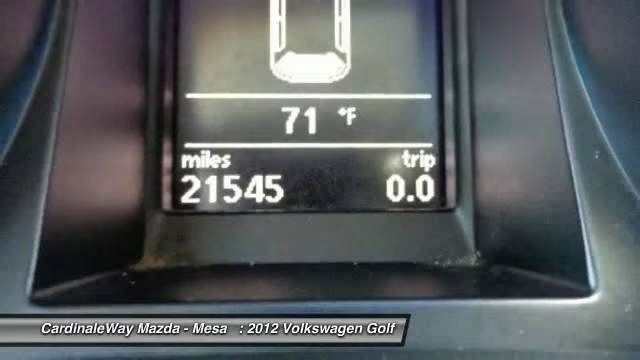 71 °F
miles trip
21545 0.0
CardinaleWay Mazda - Mesa : 2012 Volkswagen Golf